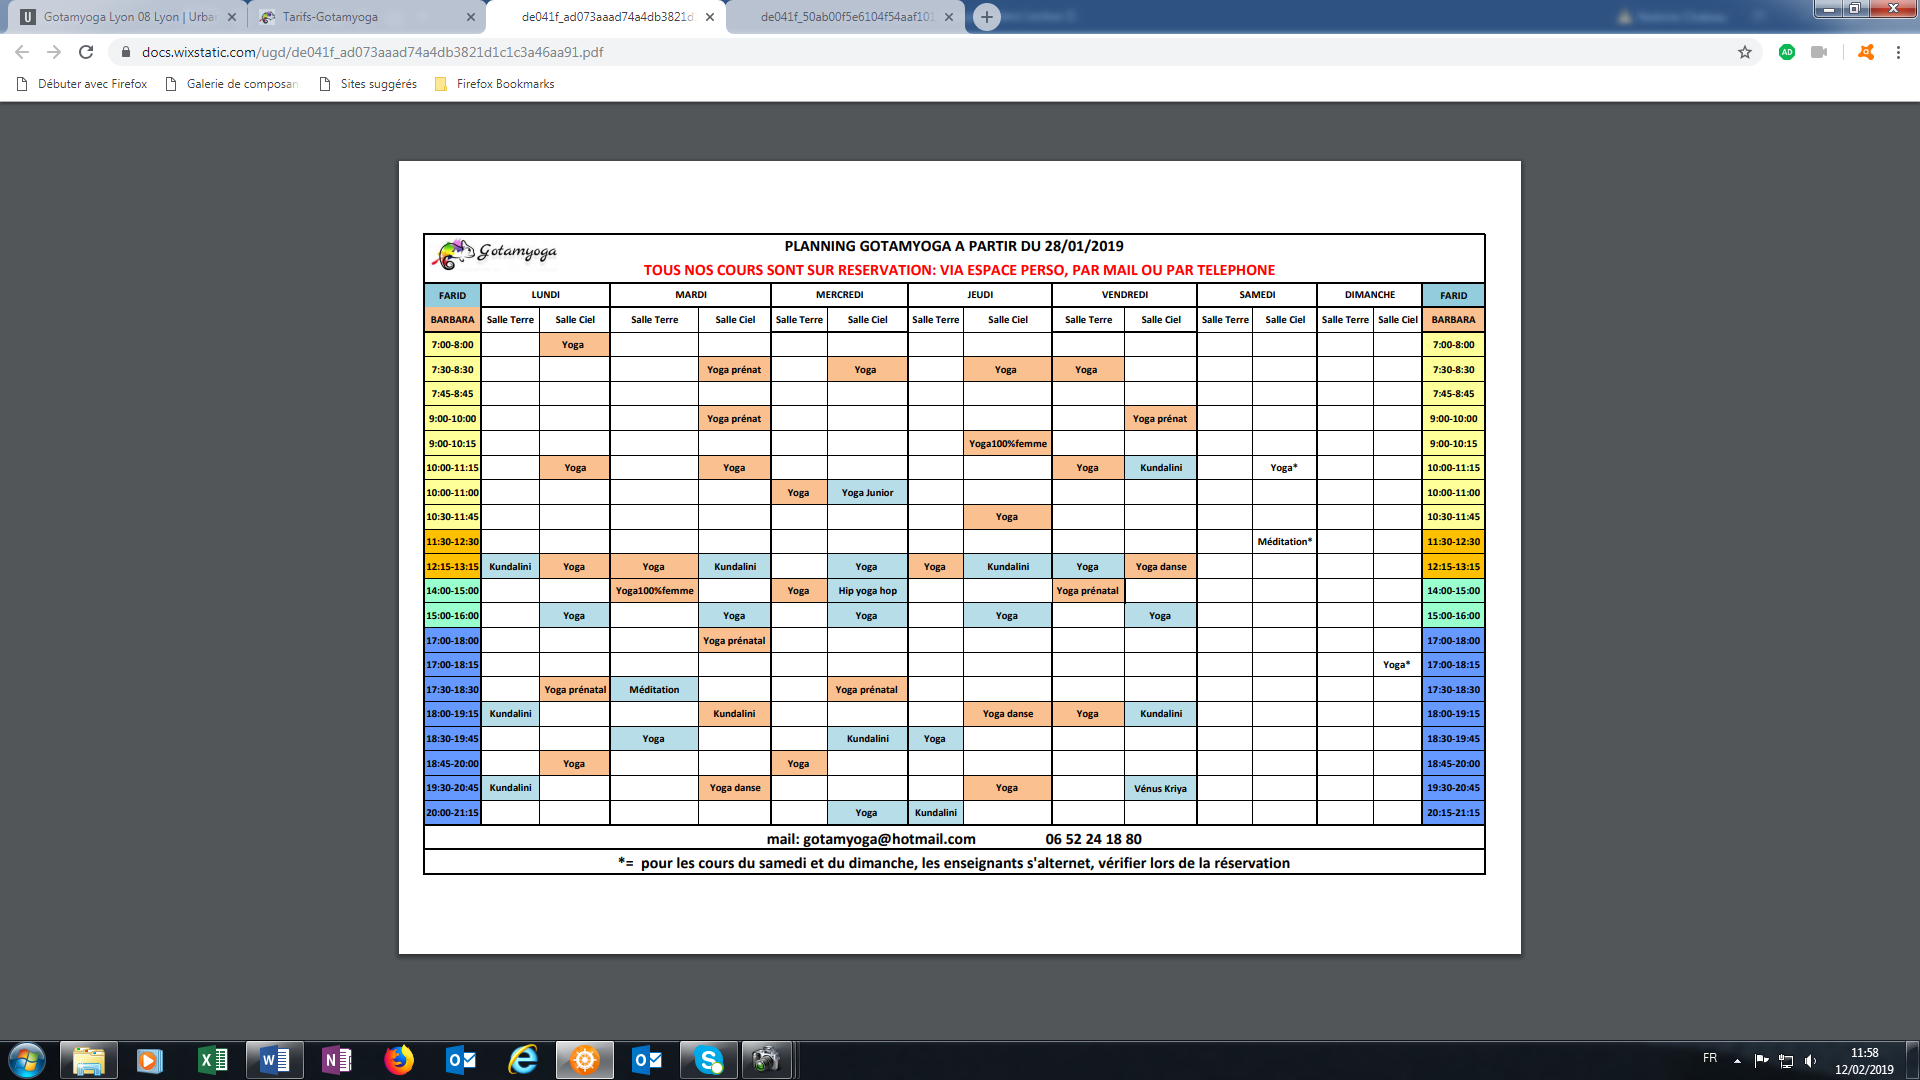 Gotamyoga Lyon 08 Lyon | Urba
Tarifs-Gotamyoga
de041f_ad073aaad74a4db3821d
de041f_50ab00f5e6104f54aaf101
docs.wixstatic.com/ugd/de041f_ad073aaad74a4db3821d1c1c3a46aa91.pdf
Débuter avec Firefox Galerie de composan Sites suggérés Firefox Bookmarks
Gotamyoga
PLANNING GOTAMYOGA A PARTIR DU 28/01/2019
TOUS NOS COURS SONT SUR RESERVATION: VIA ESPACE PERSO, PAR MAIL OU PAR TELEPHONE
FARID LUNDI MARDI MERCREDI JEUDI VENDREDI SAMEDI DIMANCHE FARID
BARBARA Salle Terre Salle Ciel Salle Terre Salle Ciel Salle Terre Salle Ciel Salle Terre Salle Ciel Salle Terre Salle Ciel Salle Terre Salle Ciel Salle Terre Salle Ciel BARBARA
7:00-8:00 Yoga 7:00-8:00
7:30-8:30 Yoga prénat Yoga Yoga Yoga 7:30-8:30
7:45-8:45 7:45-8:45
9:00-10:00 Yoga prénat Yoga prénat 9:00-10:00
9:00-10:15 Yoga100%femme 9:00-10:15
10:00-11:15 Yoga Yoga Yoga Kundalini Yoga* 10:00-11:15
10:00-11:00 Yoga Yoga Junior 10:00-11:00
10:30-11:45 Yoga 10:30-11:45
11:30-12:30 Méditation* 11:30-12:30
12:15-13:15 Kundalini Yoga Yoga Kundalini Yoga Yoga Kundalini Yoga Yoga danse 12:15-13:15
14:00-15:00 Yoga100%femme Yoga Hip yoga hop Yoga prénatal 14:00-15:00
15:00-16:00 Yoga Yoga Yoga Yoga Yoga 15:00-16:00
17:00-18:00 Yoga prénatal 17:00-18:00
17:00-18:15 Yoga* 17:00-18:15
17:30-18:30 Yoga prénatal Méditation Yoga prénatal 17:30-18:30
18:00-19:15 Kundalini Kundalini Yoga danse Yoga Kundalini 18:00-19:15
18:30-19:45 Yoga Kundalini Yoga 18:30-19:45
18:45-20:00 Yoga Yoga 18:45-20:00
19:30-20:45 Kundalini Yoga danse Yoga Vénus Kriya 19:30-20:45
20:00-21:15 Yoga Kundalini 20:15-21:15
mail: gotamyoga@hotmail.com 06 52 24 18 80
*= pour les cours du samedi et du dimanche, les enseignants s'alternet, vérifier lors de la réservation
FR
11:58
12/02/2019